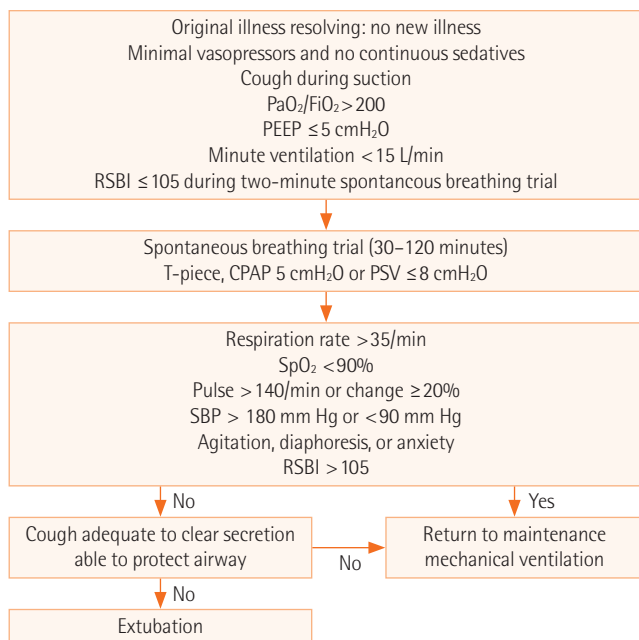 Original illness resolving: no new illness
Minimal vasopressors and no continuous sedatives
Cough during suction
PaO₂/FiO₂>200
PEEP ≤5 cmH₂O
Minute ventilation <15 L/min
RSBI ≤105 during two-minute spontancous breathing trial
Spontaneous breathing trial (30–120 minutes)
T-piece, CPAP 5 cmH₂O or PSV ≤8 cmH₂O
Respiration rate >35/min
SpO₂ <90%
Pulse >140/min or change ≥20%
SBP > 180 mm Hg or <90 mm Hg
Agitation, diaphoresis, or anxiety
RSBI >105
No
Yes
Cough adequate to clear secretion
able to protect airway
No
Return to maintenance
mechanical ventilation
No
Extubation